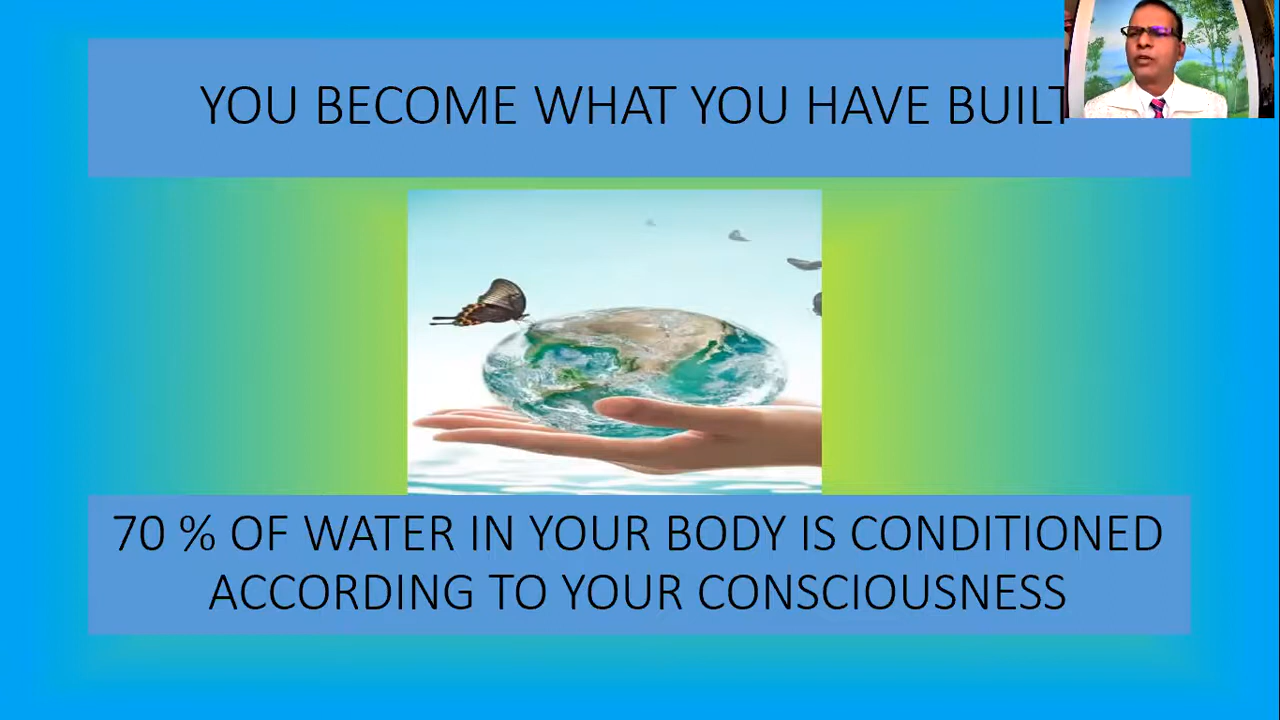 YOU BECOME WHAT YOU HAVE BUILT
70 % OF WATER IN YOUR BODY IS CONDITIONED
ACCORDING TO YOUR CONSCIOUSNESS